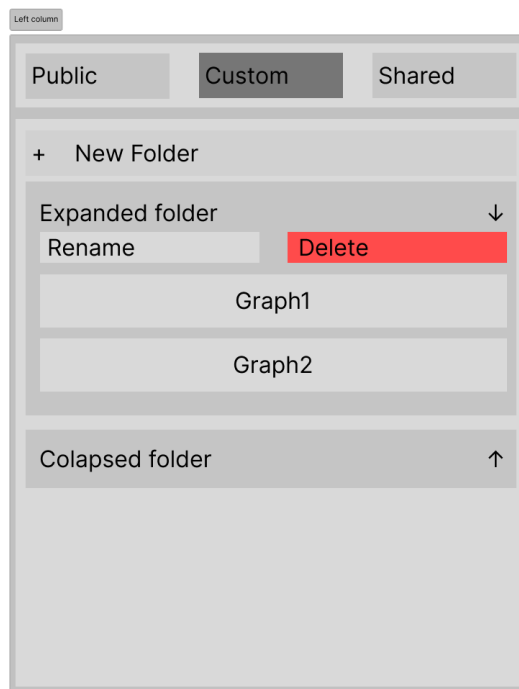 Left column
Public Custom Shared
+ New Folder
Expanded folder ↓
Rename Delete
Graph1
Graph2
Colapsed folder ↑